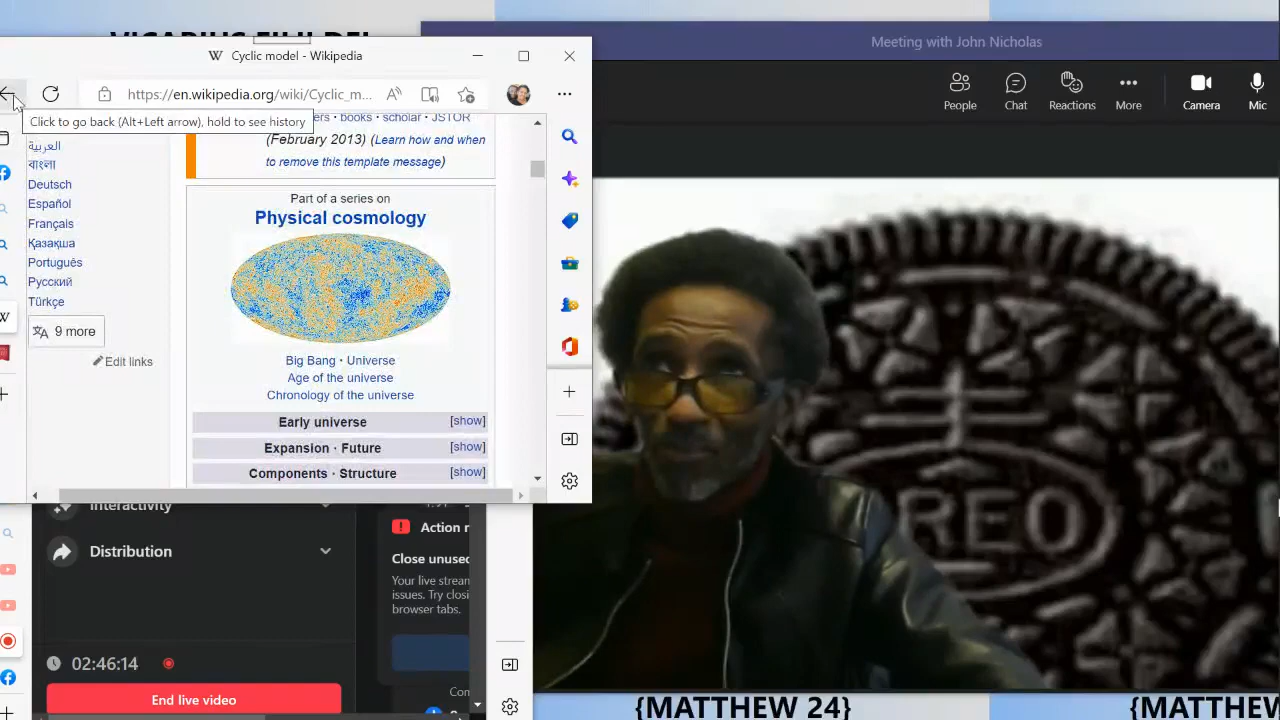 Meeting with John Nicholas
Cyclic model - Wikipedia
https://en.wikipedia.org/wiki/Cyclic_m...
People
Chat
Reactions
More
Camera
Mic
Click to go back (Alt+Left arrow), hold to see history
books · scholar · JSTOR
(February 2013) (Learn how and when
to remove this template message)
العربية
বাংলা
Deutsch
Español
Français
Қазақша
Português
Русский
Türkçe
9 more
Edit links
Part of a series on
Physical cosmology
Big Bang · Universe
Age of the universe
Chronology of the universe
Early universe [show]
Expansion · Future [show]
Components · Structure [show]
REO
Interactivity
Distribution
Action
Close
Your live
issues. Try
browser tabs.
02:46:14
End live video
{MATTHEW 24}